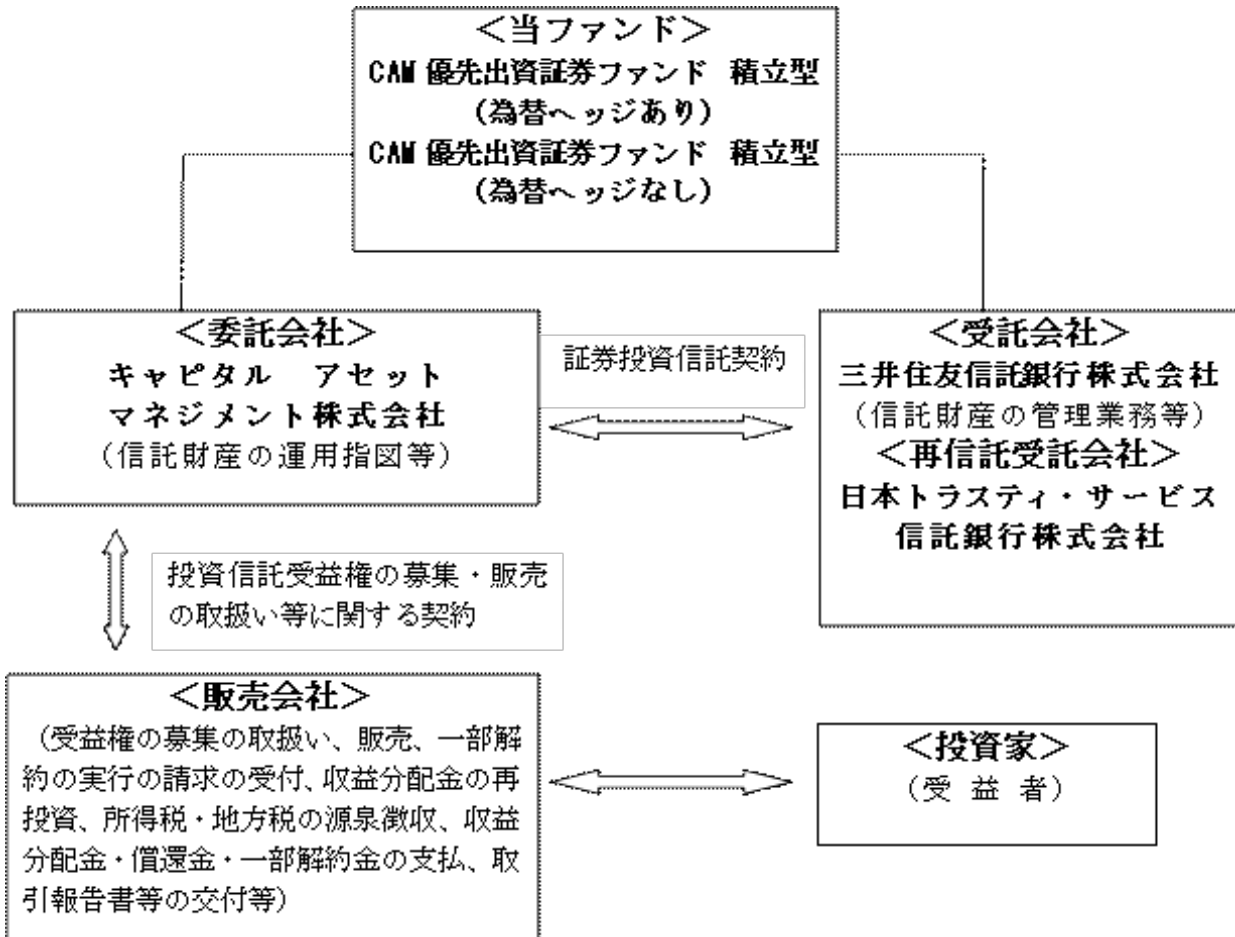 ＜当ファンド＞
CAM 優先出資証券ファンド 積立型
（為替ヘッジあり）
CAM 優先出資証券ファンド 積立型
（為替ヘッジなし）
＜委託会社＞
キャピタル アセット
マネジメント株式会社
（信託財産の運用指図等）
証券投資信託契約
＜受託会社＞
三井住友信託銀行株式会社
（信託財産の管理業務等）
＜再信託受託会社＞
日本トラスティ・サービス
信託銀行株式会社
投資信託受益権の募集・販売
の取扱い等に関する契約
＜販売会社＞
（受益権の募集の取扱い、販売、一部解
約の実行の請求の受付、収益分配金の再
投資、所得税・地方税の源泉徴収、収益
分配金・償還金・一部解約金の支払、取
引報告書等の交付等）
＜投資家＞
（受 益 者）